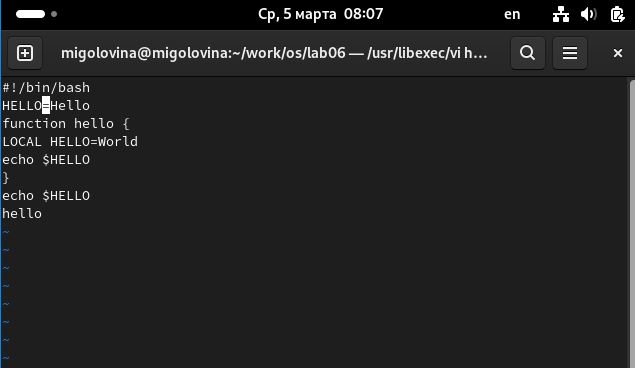 Ср, 5 марта 08:07
en
migolovina@migolovina:~/work/os/lab06 — /usr/libexec/vi h…
#!/bin/bash
HELLO=Hello
function hello {
LOCAL HELLO=World
echo $HELLO
}
echo $HELLO
hello
~
~
~
~
~
~
~
~